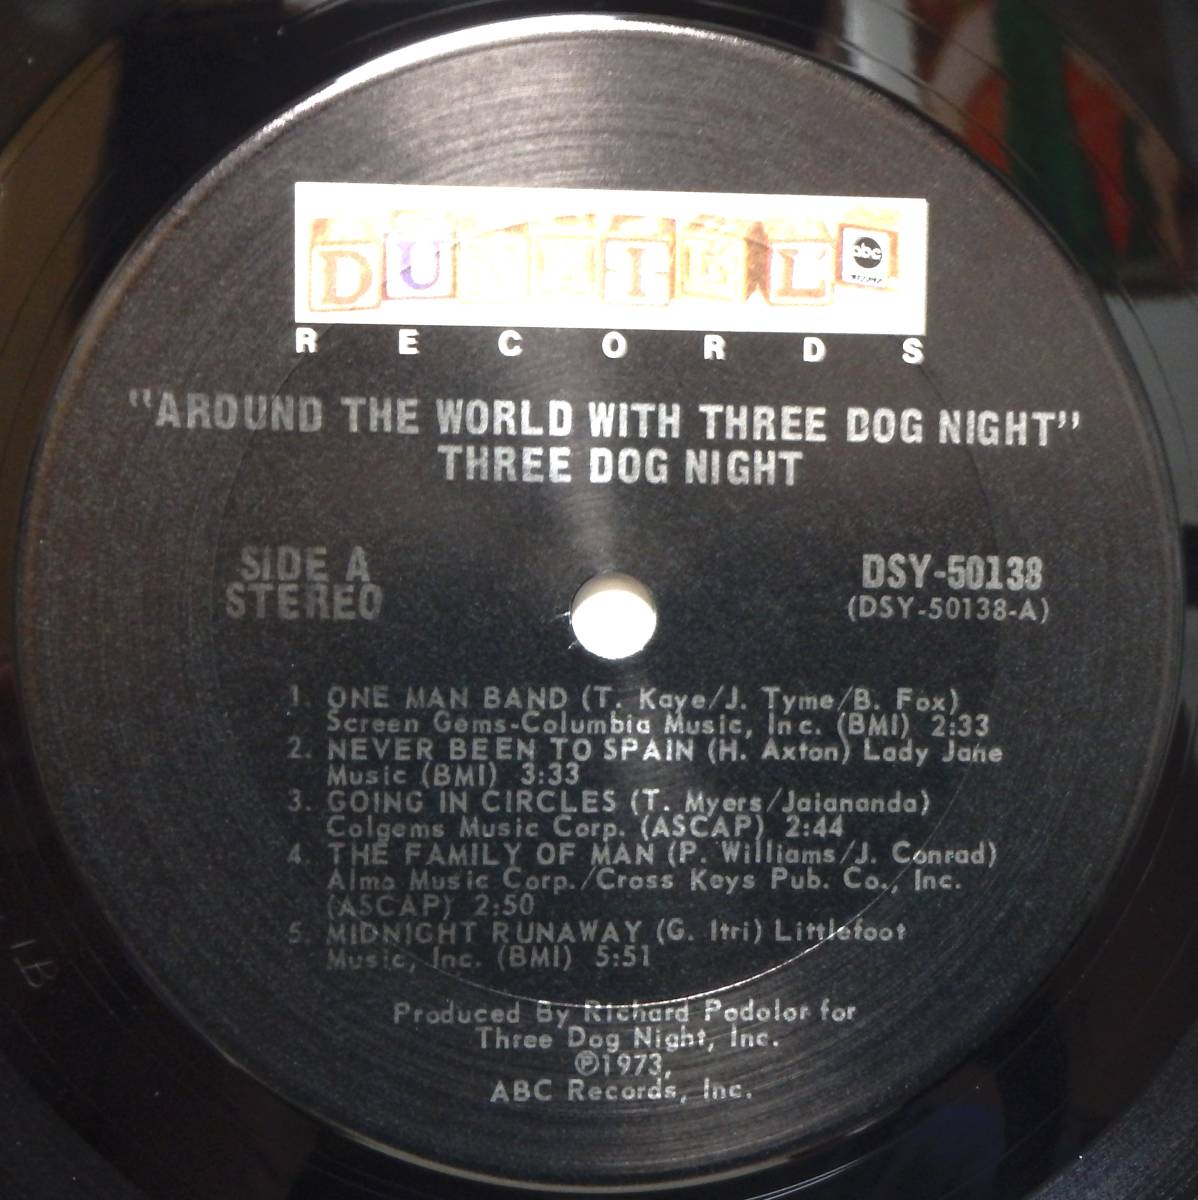 DUNHILL abc
RECORDS
"AROUND THE WORLD WITH THREE DOG NIGHT"
THREE DOG NIGHT
SIDE A
STEREO
DSY-50138
(DSY-50138-A)
1. ONE MAN BAND (T. Kaye/J. Tyme/B. Fox)
Screen Gems-Columbia Music, Inc. (BMI) 2:33
2. NEVER BEEN TO SPAIN (H. Axton) Lady Jane
Music (BMI) 3:33
3. GOING IN CIRCLES (T. Myers/Jaiananda)
Colgems Music Corp. (ASCAP) 2:44
4. THE FAMILY OF MAN (P. Williams/J. Conrad)
Almo Music Corp./Cross Keys Pub. Co., Inc.
(ASCAP) 2:50
5. MIDNIGHT RUNAWAY (G. Itri) Littlefoot
Music, Inc. (BMI) 5:51
Produced By Richard Podolor for
Three Dog Night, Inc.
℗1973,
ABC Records, Inc.